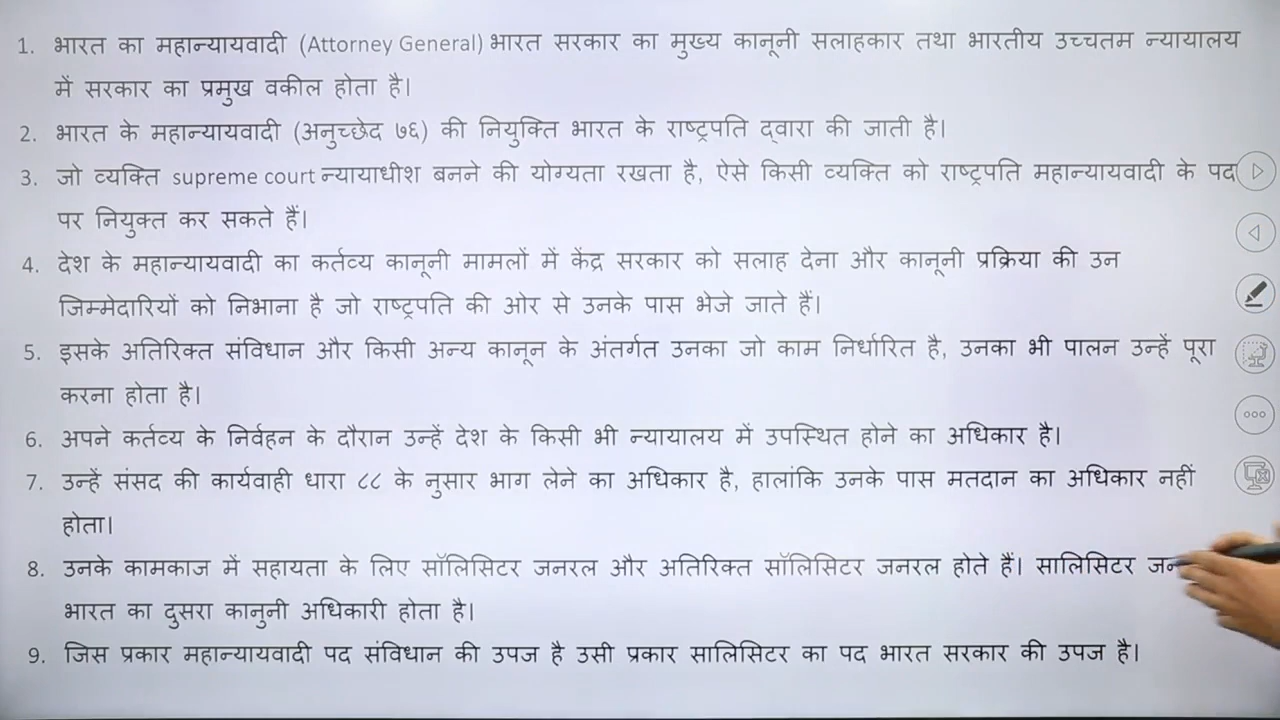 1. भारत का महान्यायवादी (Attorney General) भारत सरकार का मुख्य कानूनी सलाहकार तथा भारतीय उच्चतम न्यायालय
में सरकार का प्रमुख वकील होता है।
2. भारत के महान्यायवादी (अनुच्छेद ७६) की नियुक्ति भारत के राष्ट्रपति द्वारा की जाती है।
3. जो व्यक्ति supreme court न्यायाधीश बनने की योग्यता रखता है, ऐसे किसी व्यक्ति को राष्ट्रपति महान्यायवादी के पद
पर नियुक्त कर सकते हैं।
4. देश के महान्यायवादी का कर्तव्य कानूनी मामलों में केंद्र सरकार को सलाह देना और कानूनी प्रक्रिया की उन
जिम्मेदारियों को निभाना है जो राष्ट्रपति की ओर से उनके पास भेजे जाते हैं।
5. इसके अतिरिक्त संविधान और किसी अन्य कानून के अंतर्गत उनका जो काम निर्धारित है, उनका भी पालन उन्हें पूरा
करना होता है।
6. अपने कर्तव्य के निर्वहन के दौरान उन्हें देश के किसी भी न्यायालय में उपस्थित होने का अधिकार है।
7. उन्हें संसद की कार्यवाही धारा ८८ के नुसार भाग लेने का अधिकार है, हालांकि उनके पास मतदान का अधिकार नहीं
होता।
8. उनके कामकाज में सहायता के लिए सॉलिसिटर जनरल और अतिरिक्त सॉलिसिटर जनरल होते हैं। सालिसिटर
भारत का दुसरा कानुनी अधिकारी होता है।
9. जिस प्रकार महान्यायवादी पद संविधान की उपज है उसी प्रकार सालिसिटर का पद भारत सरकार की उपज है।